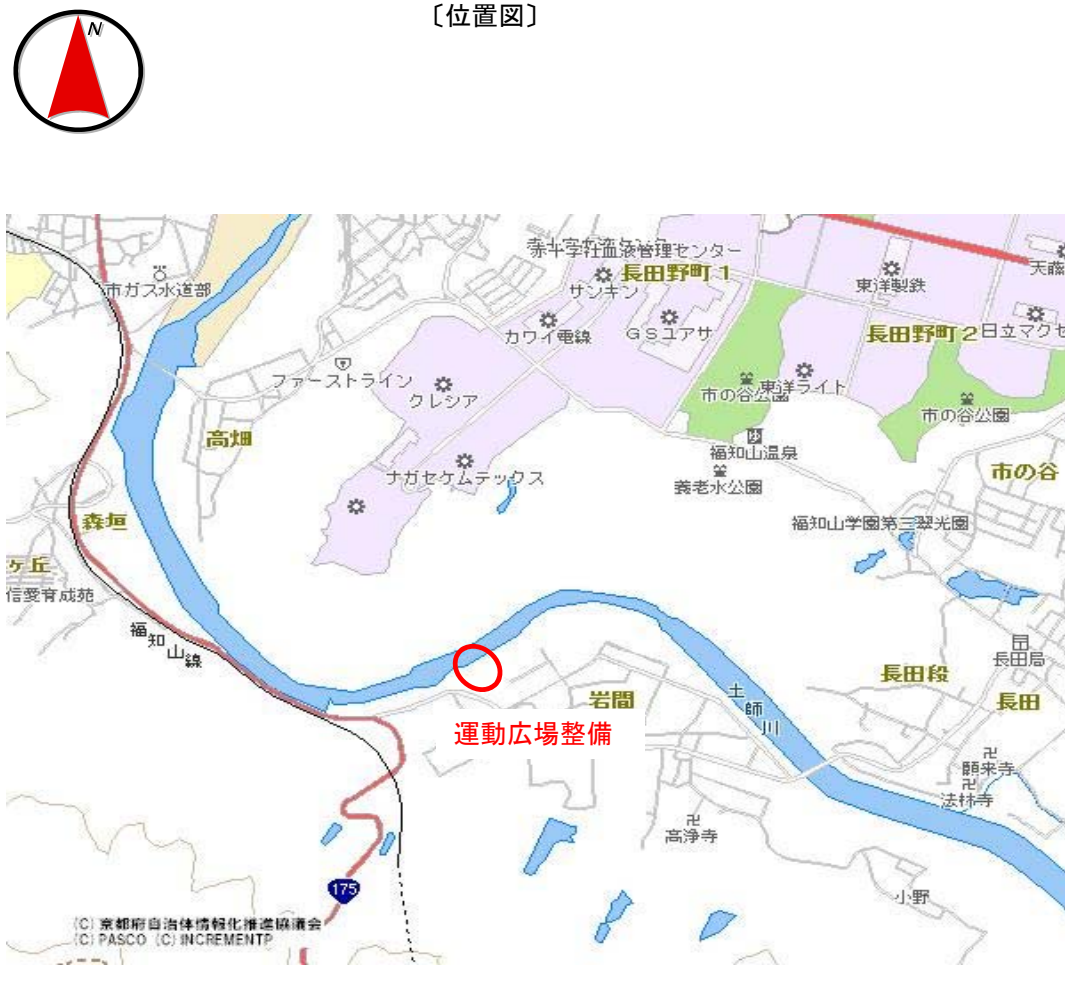 〔位置図〕
N
赤十字社血液管理センター
長田野町1
サンキン
市ガス水道部
東洋製鉄
カワイ電線
GSユアサ
長田野町2
日立マクセ
ファーストライン
クレシア
市の谷公園
東洋ライト
市の谷公園
高畑
福知山温泉
ナガセケムテックス
養老水公園
市の谷
森垣
福知山学園第三翠光園
ケ丘
信愛育成苑
福知山線
長田局
長田段
岩間
土師川
長田
運動広場整備
願来寺
法林寺
高浄寺
175
小野
(C) 京都府自治体情報化推進協議会
(C) PASCO (C) INCREMENTP